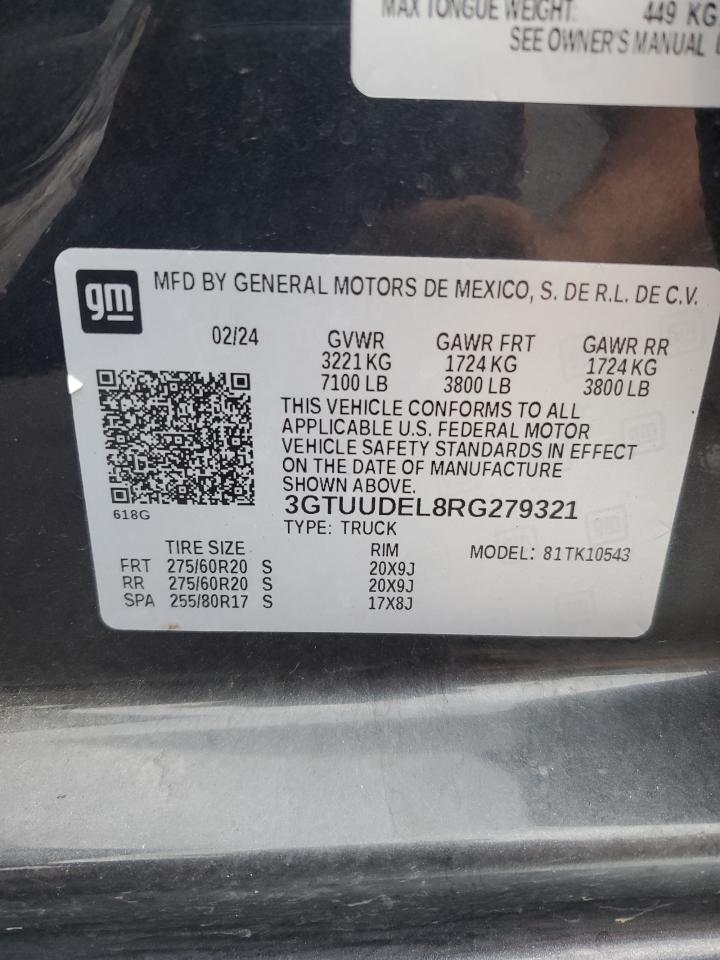 MAX TONGUE WEIGHT: 449 KG
SEE OWNER'S MANUAL
gm
MFD BY GENERAL MOTORS DE MEXICO, S. DE R.L. DE C.V.
02/24 GVWR GAWR FRT GAWR RR
3221 KG 1724 KG 1724 KG
7100 LB 3800 LB 3800 LB
THIS VEHICLE CONFORMS TO ALL
APPLICABLE U.S. FEDERAL MOTOR
VEHICLE SAFETY STANDARDS IN EFFECT
ON THE DATE OF MANUFACTURE
SHOWN ABOVE.
618G
3GTUUDEL8RG279321
TYPE: TRUCK
TIRE SIZE RIM MODEL: 81TK10543
FRT 275/60R20 S 20X9J
RR 275/60R20 S 20X9J
SPA 255/80R17 S 17X8J